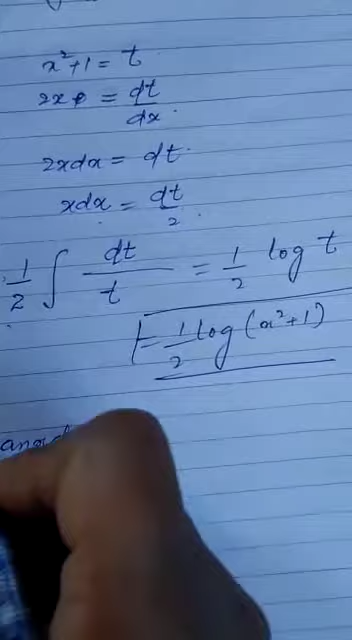 x²+1 = t
2x = dt/dx.
2xdx = dt.
xdx = dt/2.
1/2 ∫ dt/t = 1/2 log t
= 1/2 log (x²+1)